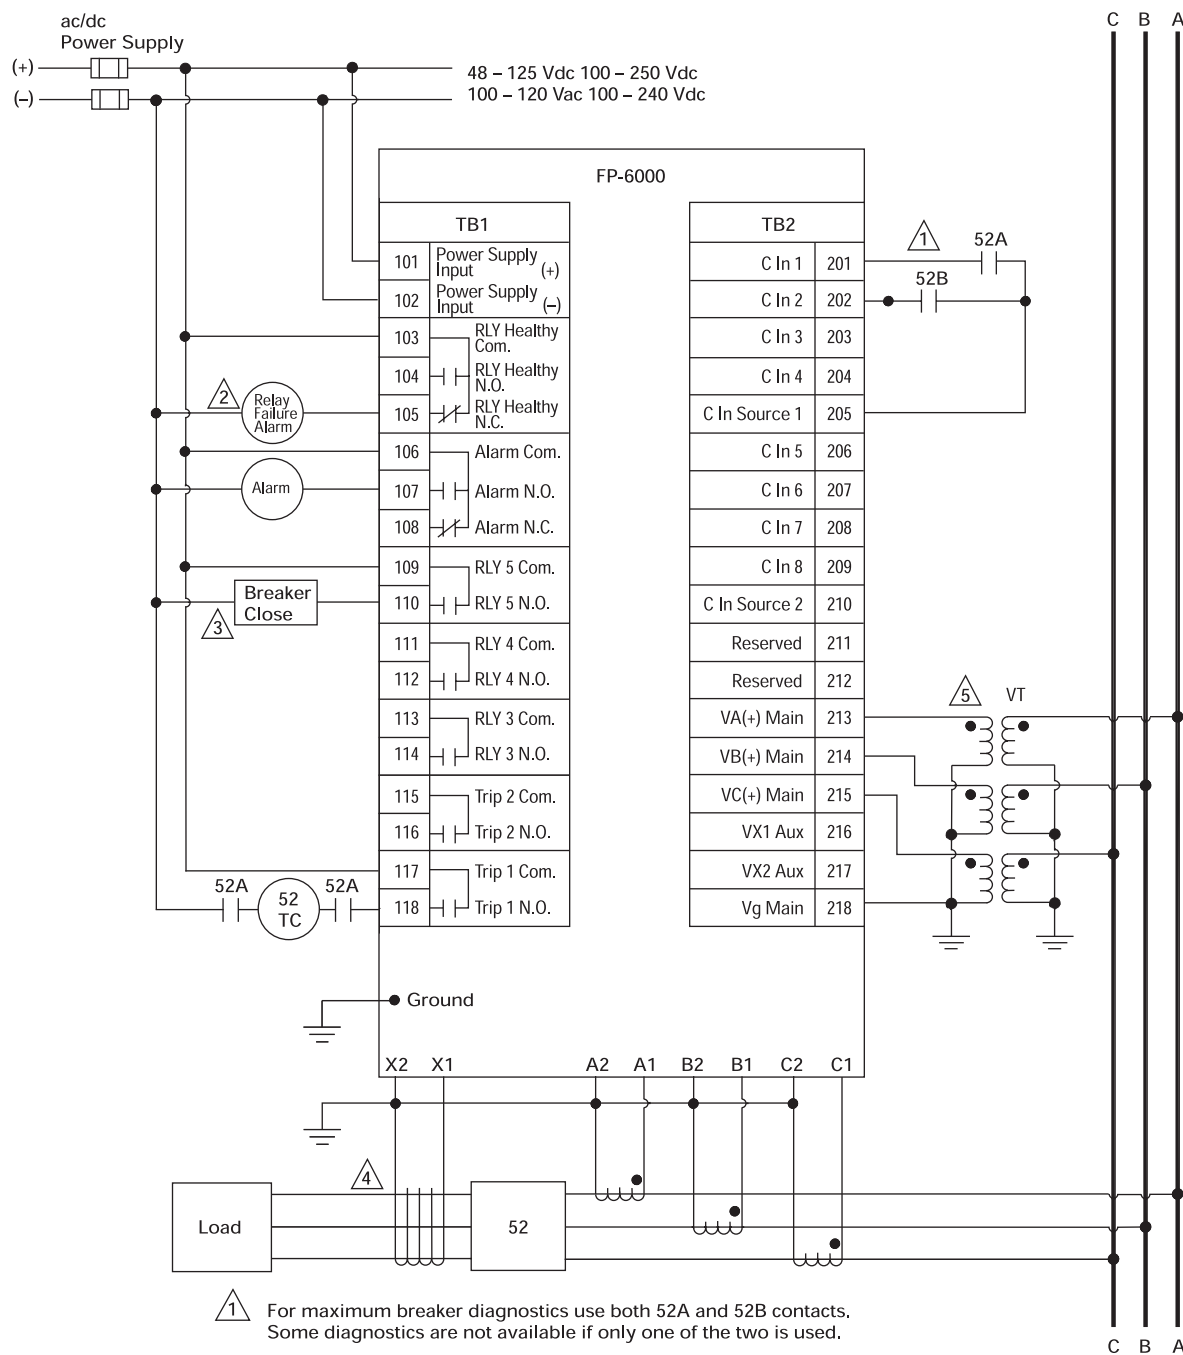 ac/dc
Power Supply
C B A
(+)
48 – 125 Vdc 100 – 250 Vdc
(–)
100 – 120 Vac 100 – 240 Vdc
FP-6000
TB1
101 Power Supply Input (+)
102 Power Supply Input (–)
103 RLY Healthy Com.
104 RLY Healthy N.O.
105 RLY Healthy N.C.
106 Alarm Com.
107 Alarm N.O.
108 Alarm N.C.
109 RLY 5 Com.
110 RLY 5 N.O.
111 RLY 4 Com.
112 RLY 4 N.O.
113 RLY 3 Com.
114 RLY 3 N.O.
115 Trip 2 Com.
116 Trip 2 N.O.
117 Trip 1 Com.
118 Trip 1 N.O.
2
Relay
Failure
Alarm
Alarm
Breaker
Close
3
52A
52
TC
52A
TB2
C In 1 201
C In 2 202
C In 3 203
C In 4 204
C In Source 1 205
C In 5 206
C In 6 207
C In 7 208
C In 8 209
C In Source 2 210
Reserved 211
Reserved 212
VA(+) Main 213
VB(+) Main 214
VC(+) Main 215
VX1 Aux 216
VX2 Aux 217
Vg Main 218
1
52A
52B
5
VT
Ground
X2 X1 A2 A1 B2 B1 C2 C1
4
Load
52
1 For maximum breaker diagnostics use both 52A and 52B contacts.
Some diagnostics are not available if only one of the two is used.
C B A